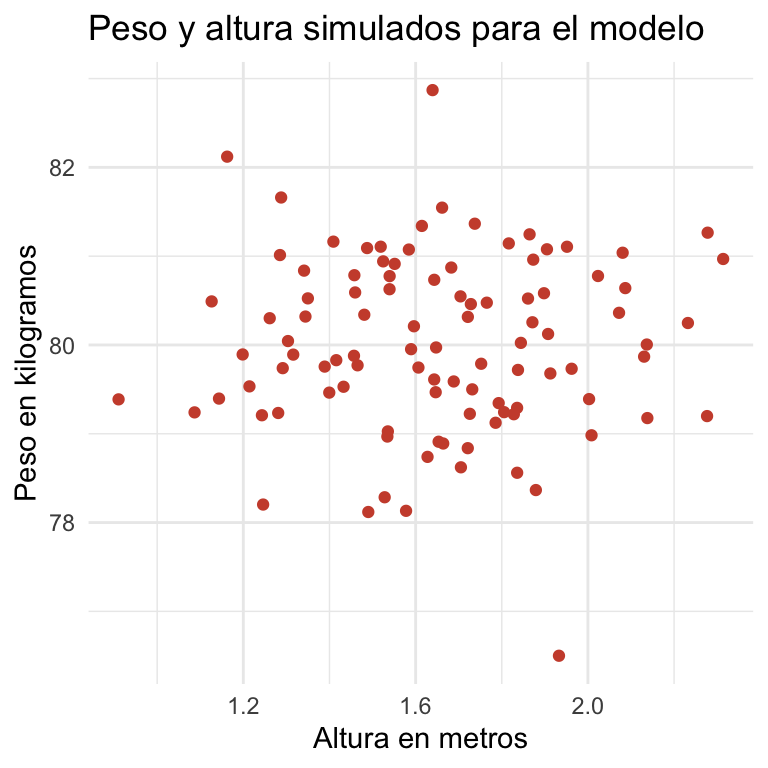 Peso y altura simulados para el modelo
Peso en kilogramos
82
80
78
1.2
1.6
2.0
Altura en metros